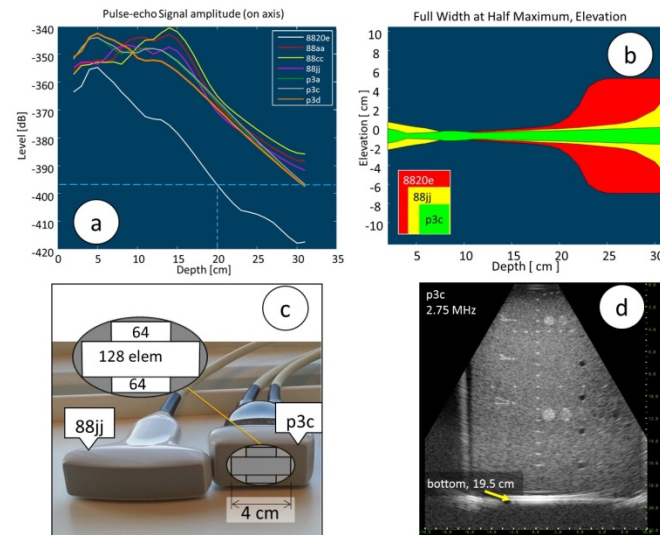 Pulse-echo Signal amplitude (on axis)
-340
-350
-360
-370
-380
-390
-400
-410
-420
Level [dB]
0
5
10
15
20
25
30
35
Depth [cm]
8820e
88aa
88cc
88jj
p3a
p3c
p3d
a
Full Width at Half Maximum, Elevation
10
8
6
4
2
0
-2
-4
-6
-8
-10
Elevation [ cm]
0
5
10
15
20
25
30
Depth [ cm]
8820e
88jj
p3c
b
c
64
128 elem
64
88jj
p3c
4 cm
p3c
2.75 MHz
d
bottom, 19.5 cm